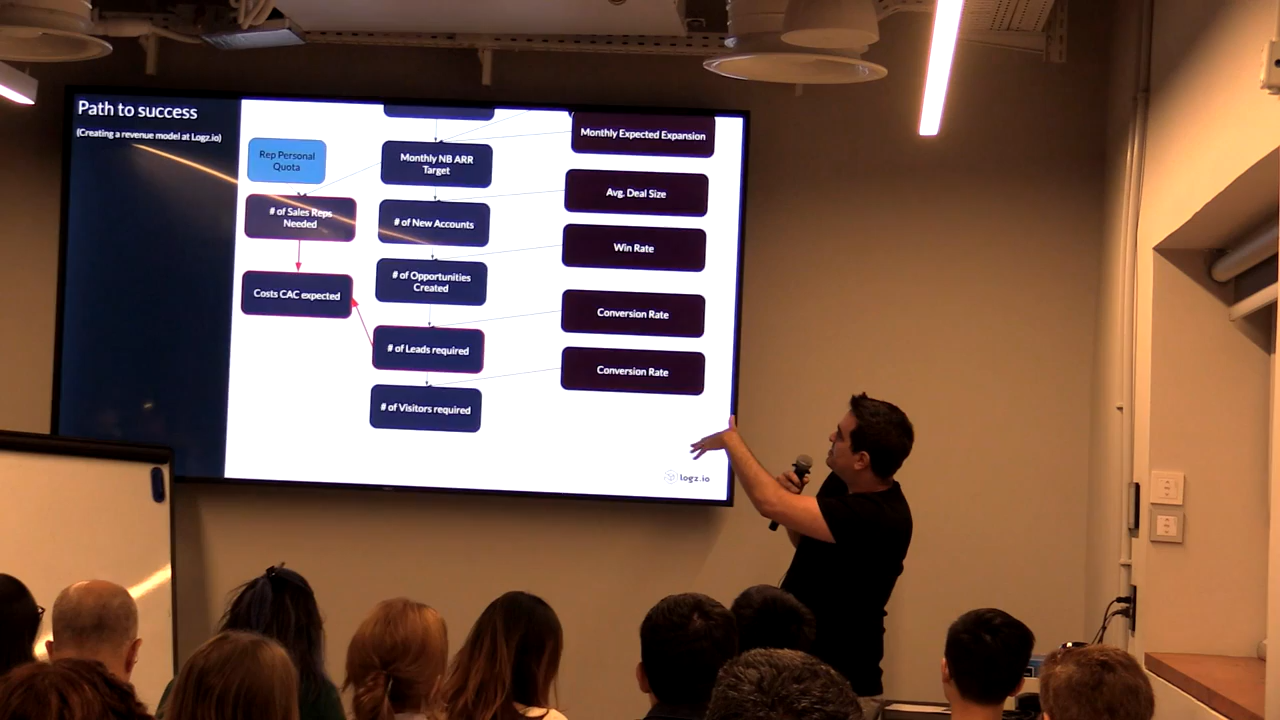 Path to success
(Creating a revenue model at Logz.io)
Rep Personal
Quota
# of Sales Reps
Needed
Costs CAC expected
Monthly NB ARR
Target
# of New Accounts
# of Opportunities
Created
# of Leads required
# of Visitors required
Monthly Expected Expansion
Avg. Deal Size
Win Rate
Conversion Rate
Conversion Rate
logz.io